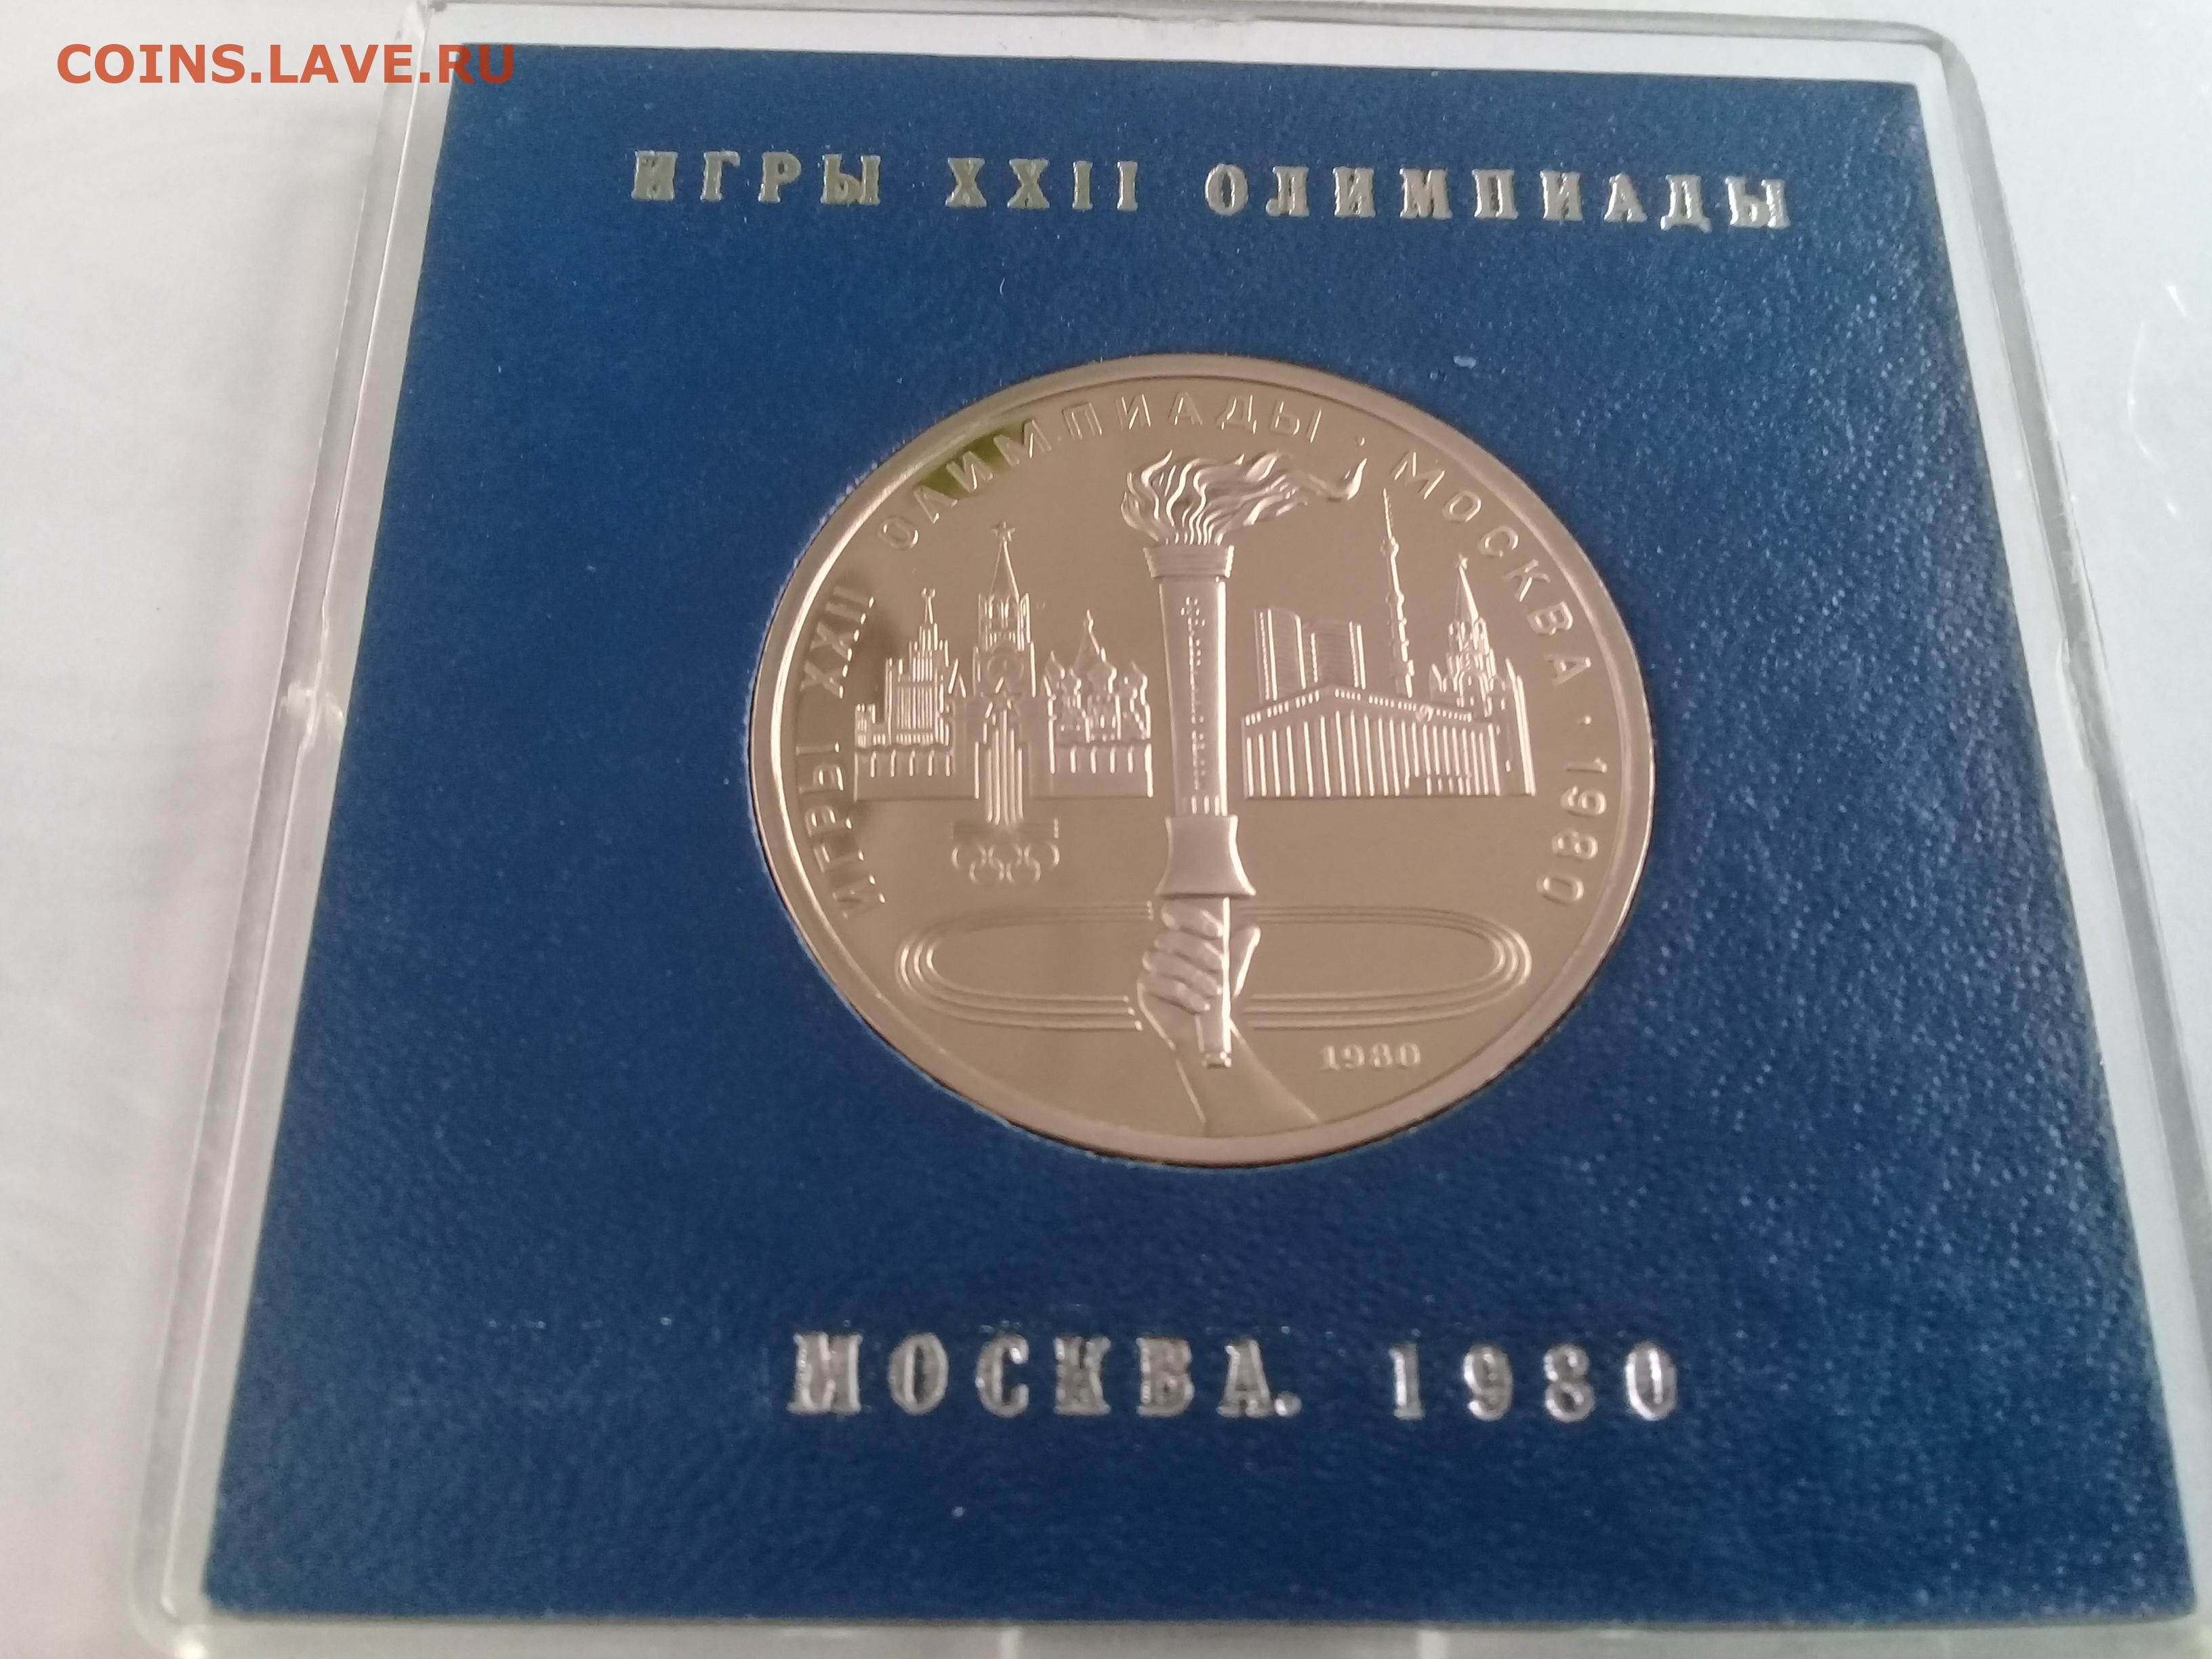 COINS.LAVE.RU
ИГРЫ XXII ОЛИМПИАДЫ
ИГРЫ XXII ОЛИМПИАДЫ · МОСКВА · 1980
1980
МОСКВА. 1980